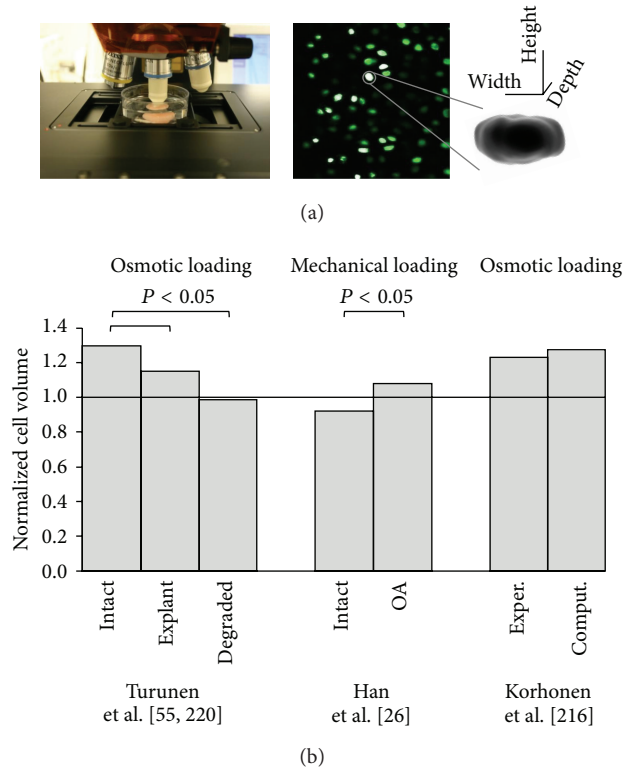 Height
Width
Depth
(a)
Osmotic loading
Mechanical loading
Osmotic loading
P < 0.05
P < 0.05
Normalized cell volume
1.4
1.2
1.0
0.8
0.6
0.4
0.2
0.0
Intact
Explant
Degraded
Intact
OA
Exper.
Comput.
Turunen
et al. [55, 220]
Han
et al. [26]
Korhonen
et al. [216]
(b)